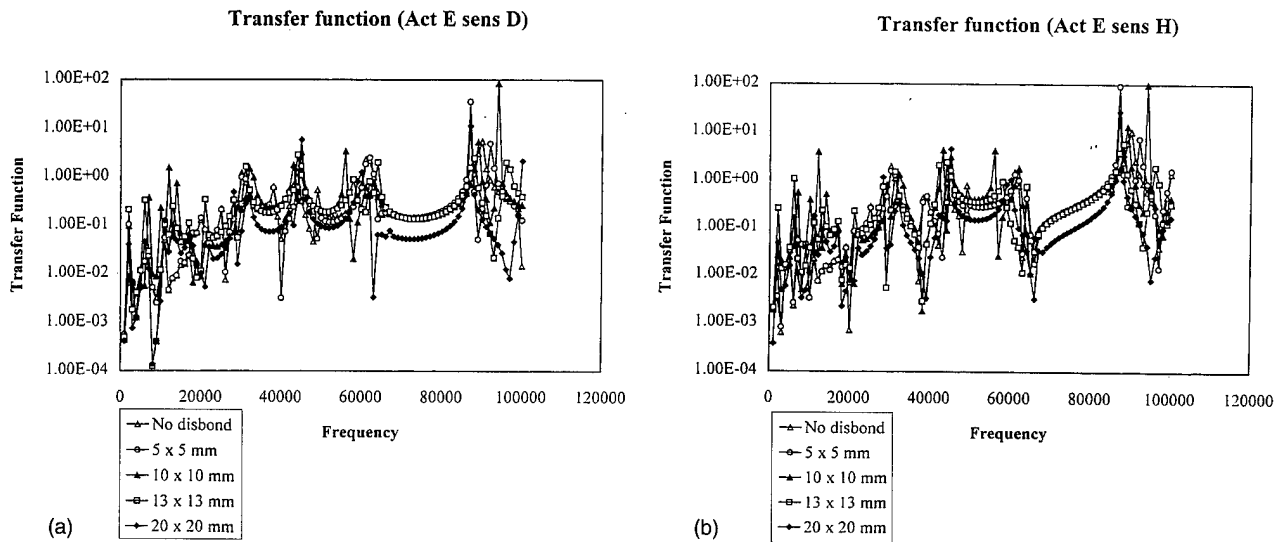 Transfer function (Act E sens D)
Transfer Function
1.00E+02
1.00E+01
1.00E+00
1.00E-01
1.00E-02
1.00E-03
1.00E-04
0
20000
40000
60000
80000
100000
120000
Frequency
No disbond
5 x 5 mm
10 x 10 mm
13 x 13 mm
20 x 20 mm
(a)
Transfer function (Act E sens H)
Transfer Function
1.00E+02
1.00E+01
1.00E+00
1.00E-01
1.00E-02
1.00E-03
1.00E-04
0
20000
40000
60000
80000
100000
120000
Frequency
No disbond
5 x 5 mm
10 x 10 mm
13 x 13 mm
20 x 20 mm
(b)